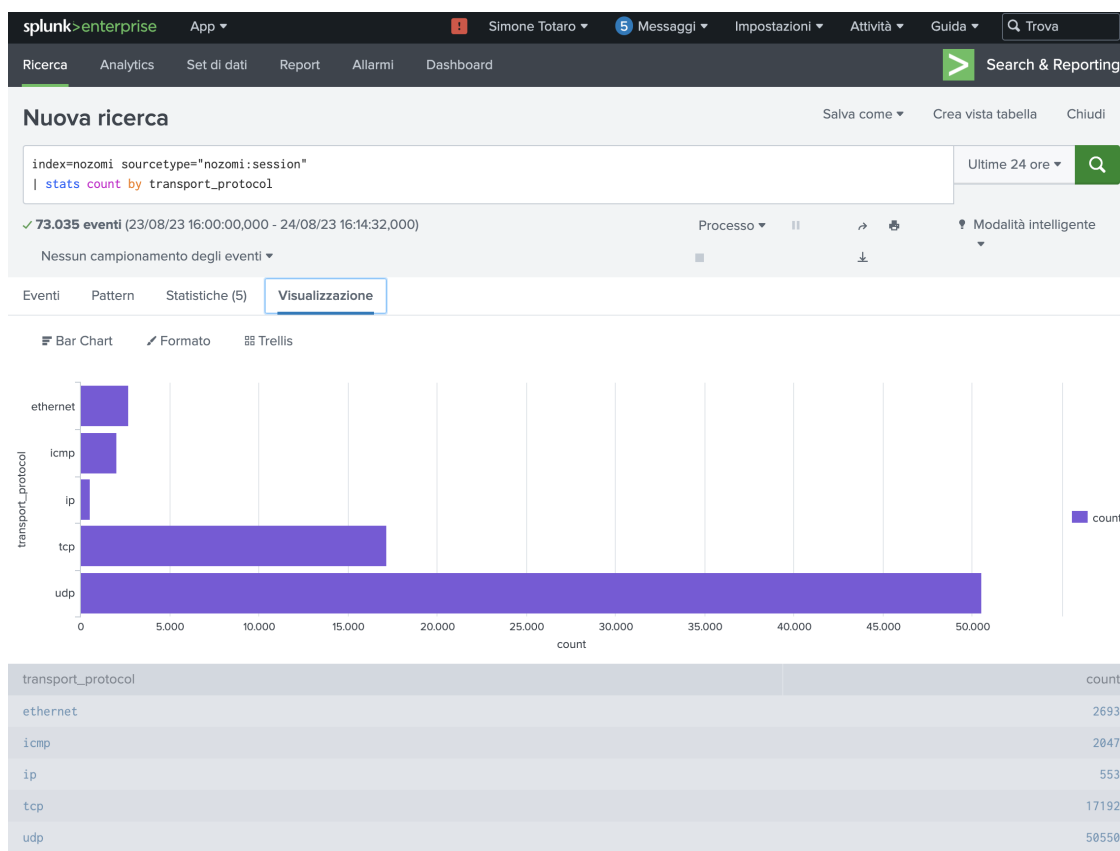 splunk>enterprise App Simone Totaro 5 Messaggi Impostazioni Attività Guida Trova
Ricerca Analytics Set di dati Report Allarmi Dashboard Search & Reporting
Nuova ricerca Salva come Crea vista tabella Chiudi
index=nozomi sourcetype="nozomi:session" Ultime 24 ore
| stats count by transport_protocol
73.035 eventi (23/08/23 16:00:00,000 - 24/08/23 16:14:32,000) Processo Modalità intelligente
Nessun campionamento degli eventi
Eventi Pattern Statistiche (5) Visualizzazione
Bar Chart Formato Trellis
transport_protocol
ethernet
icmp
ip
tcp
udp
count
0 5.000 10.000 15.000 20.000 25.000 30.000 35.000 40.000 45.000 50.000
count
transport_protocol count
ethernet 2693
icmp 2047
ip 553
tcp 17192
udp 50550